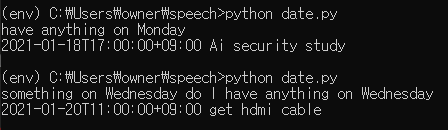 (env) C:₩Users₩owner₩speech>python date.py
have anything on Monday
2021-01-18T17:00:00+09:00 Ai security study
(env) C:₩Users₩owner₩speech>python date.py
something on Wednesday do I have anything on Wednesday
2021-01-20T11:00:00+09:00 get hdmi cable